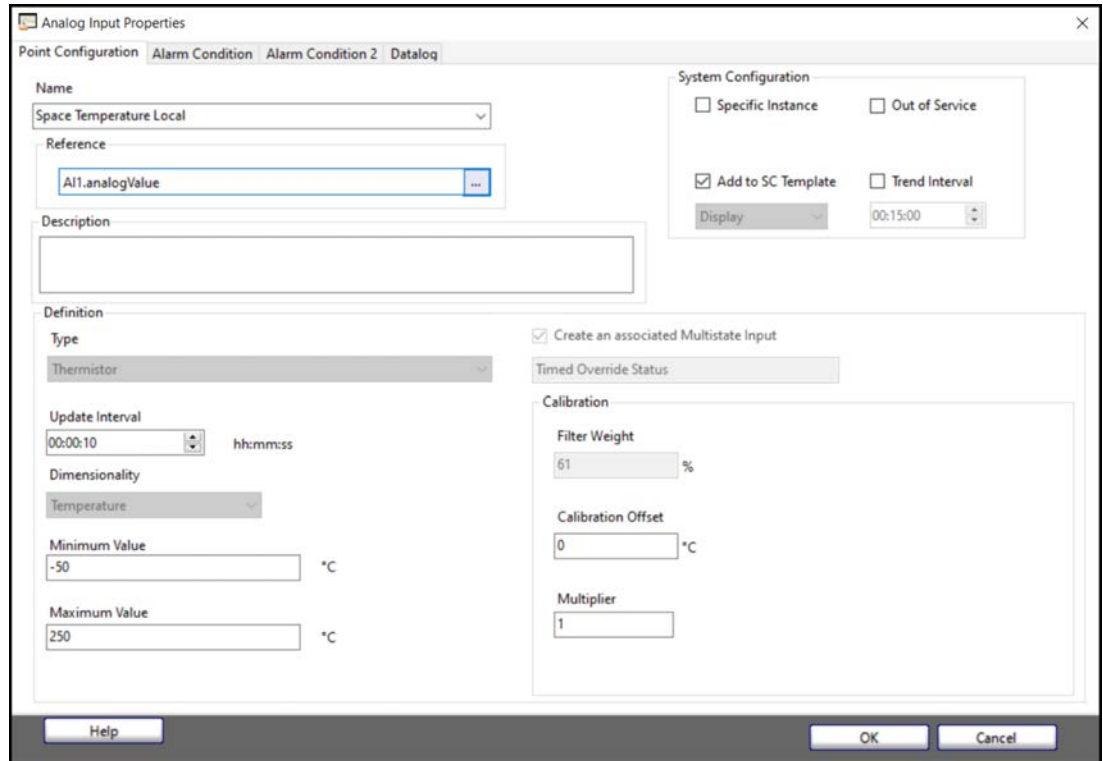 Analog Input Properties
Point Configuration Alarm Condition Alarm Condition 2 Datalog
Name
Space Temperature Local
Reference
AI1.analogValue ...
Description
System Configuration
Specific Instance Out of Service
Add to SC Template Trend Interval
Display 00:15:00
Definition
Type
Thermistor
Create an associated Multistate Input
Timed Override Status
Update Interval
00:00:10 hh:mm:ss
Dimensionality
Temperature
Minimum Value
-50 °C
Maximum Value
250 °C
Calibration
Filter Weight
61 %
Calibration Offset
0 °C
Multiplier
1
Help OK Cancel